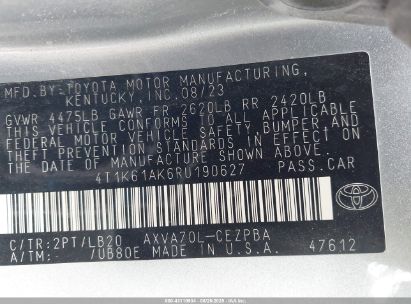 MFD.BY:TOYOTA MOTOR MANUFACTURING,
KENTUCKY, INC. 08/23
GVWR 4475LB GAWR FR 2620LB RR 2420LB
THIS VEHICLE CONFORMS TO ALL APPLICABLE
FEDERAL MOTOR VEHICLE SAFETY, BUMPER AND
THEFT PREVENTION STANDARDS IN EFFECT ON
THE DATE OF MANUFACTURE SHOWN ABOVE.
4T1K61AK6RU190627 PASS.CAR
C/TR:2PT/LB20 AXVA70L-CEZPBA
A/TM:- /UB80E MADE IN U.S.A. 47612
TOYOTA